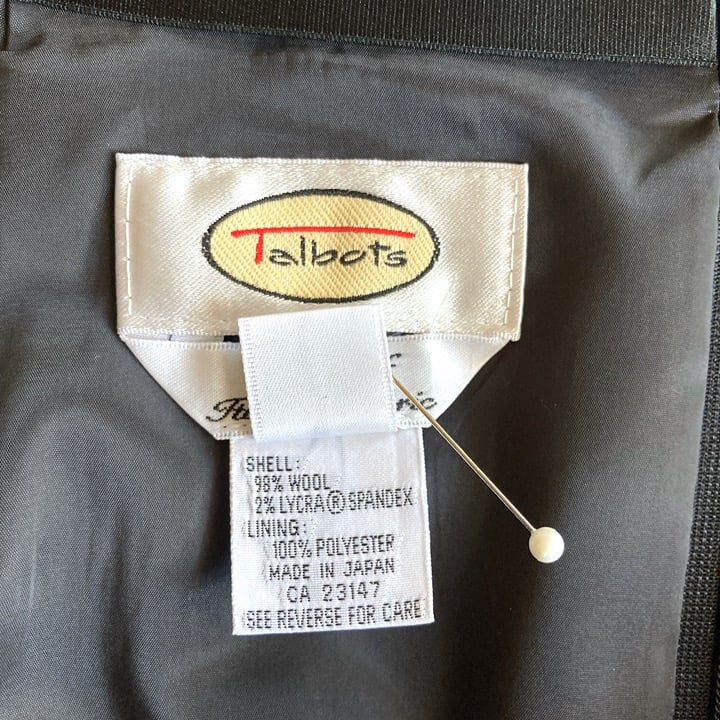 Talbots
SHELL:
98% WOOL
2% LYCRA® SPANDEX
LINING:
100% POLYESTER
MADE IN JAPAN
CA 23147
SEE REVERSE FOR CARE